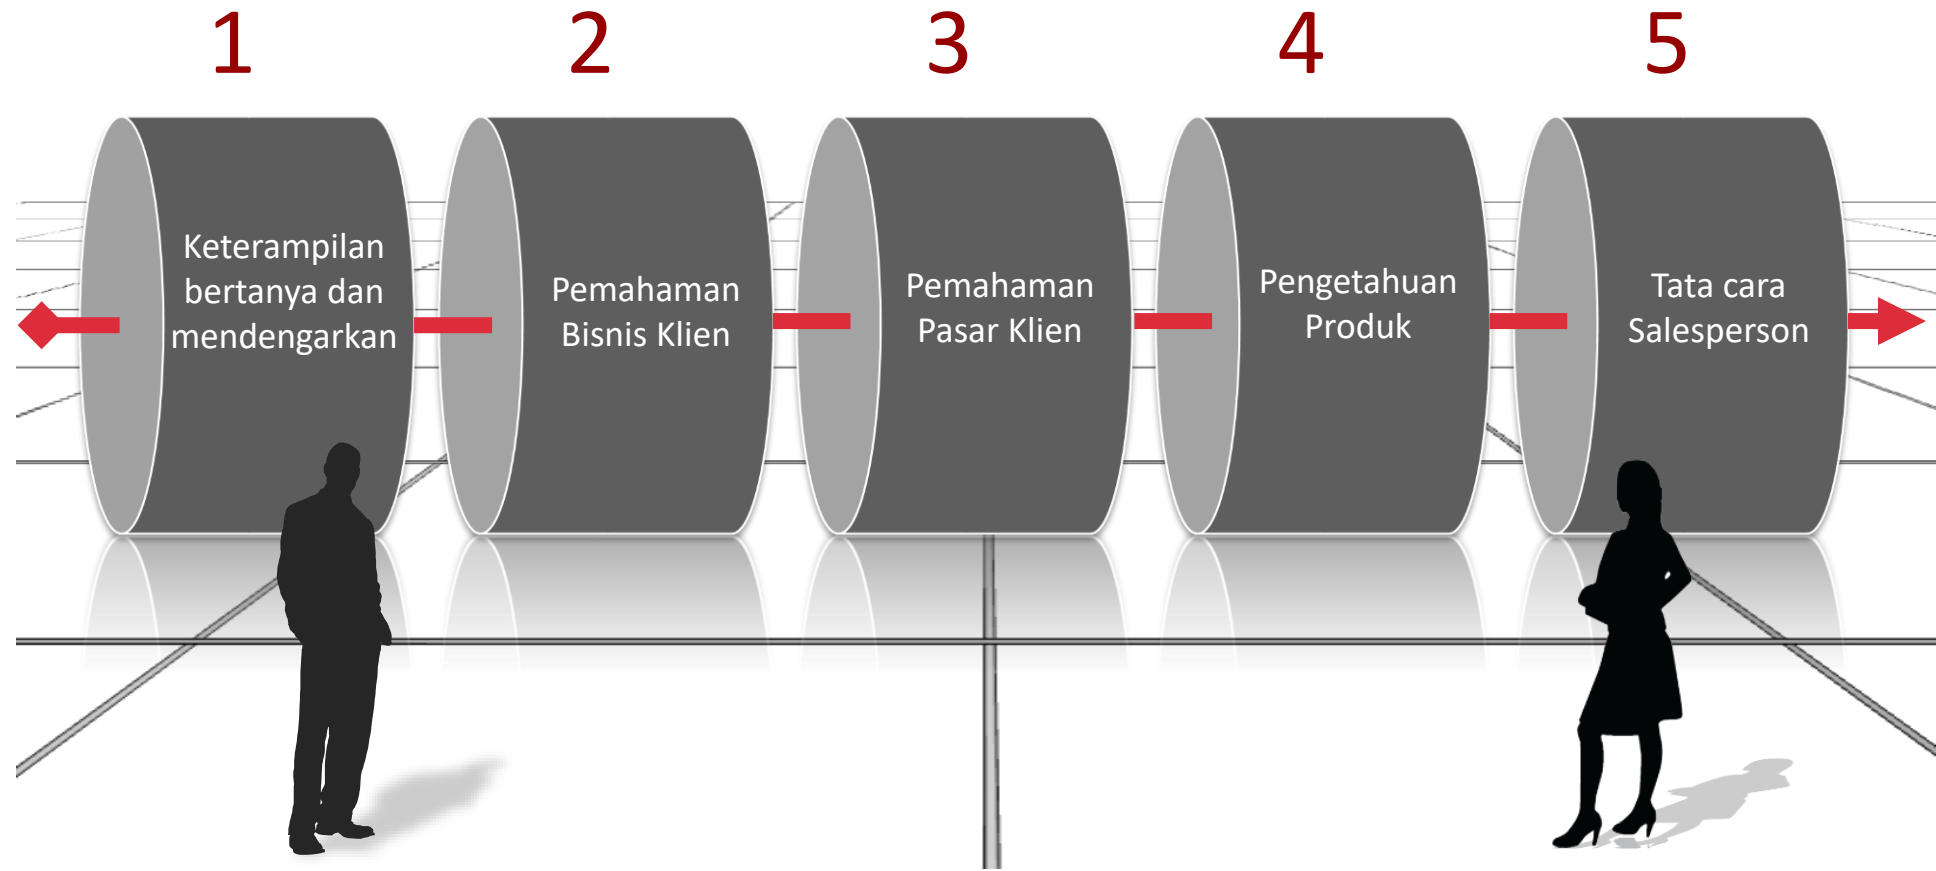 1
2
3
4
5
Keterampilan
bertanya dan
mendengarkan
Pemahaman
Bisnis Klien
Pemahaman
Pasar Klien
Pengetahuan
Produk
Tata cara
Salesperson